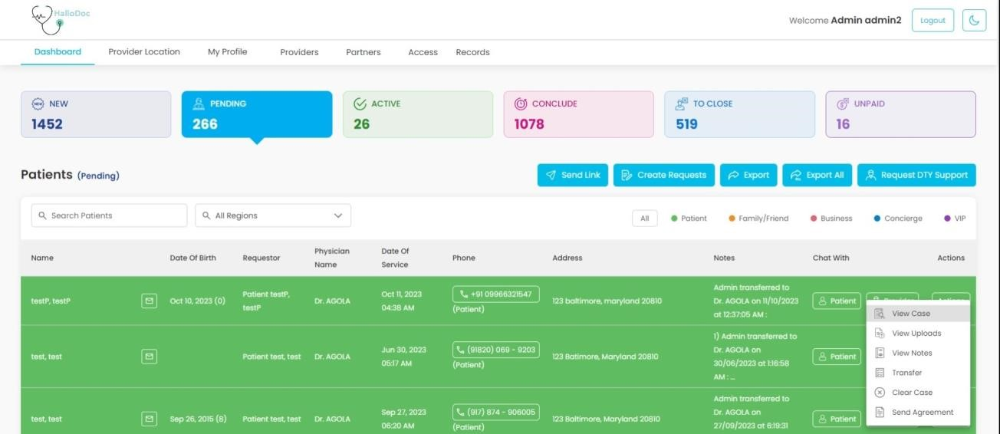 HalloDoc
Welcome Admin admin2 Logout
Dashboard Provider Location My Profile Providers Partners Access Records
NEW PENDING ACTIVE CONCLUDE TO CLOSE UNPAID
1452 266 26 1078 519 16
Patients (Pending) Send Link Create Requests Export Export All Request DTY Support
Search Patients All Regions All Patient Family/Friend Business Concierge VIP
Name Date Of Birth Requestor Physician Name Date Of Service Phone Address Notes Chat With Actions
testP, testP Oct 10, 2023 (0) Patient testP, testP Dr. AGOLA Oct 11, 2023 04:38 AM +91 09966321547 (Patient) 123 baltimore, maryland 20810 Admin transferred to Dr. AGOLA on 11/10/2023 at 12:37:05 AM : Patient
test, test Patient test, test Dr. AGOLA Jun 30, 2023 05:17 AM (91820) 069 - 9203 (Patient) 123 Batimore, Maryland 20810 1) Admin transferred to Dr. AGOLA on 30/06/2023 at 1:16:58 AM : ... Patient
test, test Sep 26, 2015 (8) Patient test, test Dr. AGOLA Sep 27, 2023 06:20 AM (917) 874 - 906005 (Patient) 123 Baltimore, Maryland 20810 Admin transferred to Dr. AGOLA on 27/09/2023 at 6:19:31 Patient
View Case
View Uploads
View Notes
Transfer
Clear Case
Send Agreement